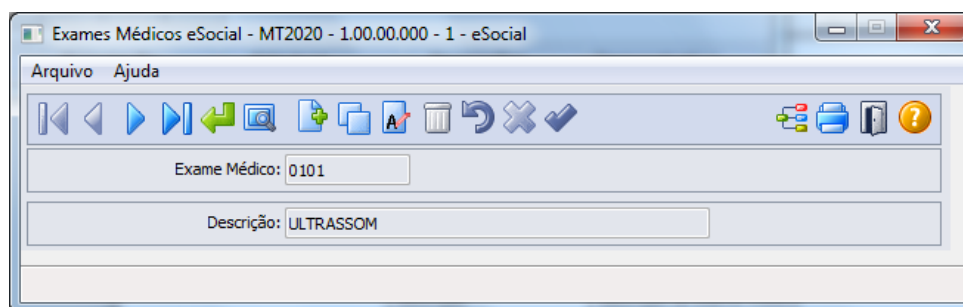 Exames Médicos eSocial - MT2020 - 1.00.00.000 - 1 - eSocial
Arquivo Ajuda
Exame Médico: 0101
Descrição: ULTRASSOM